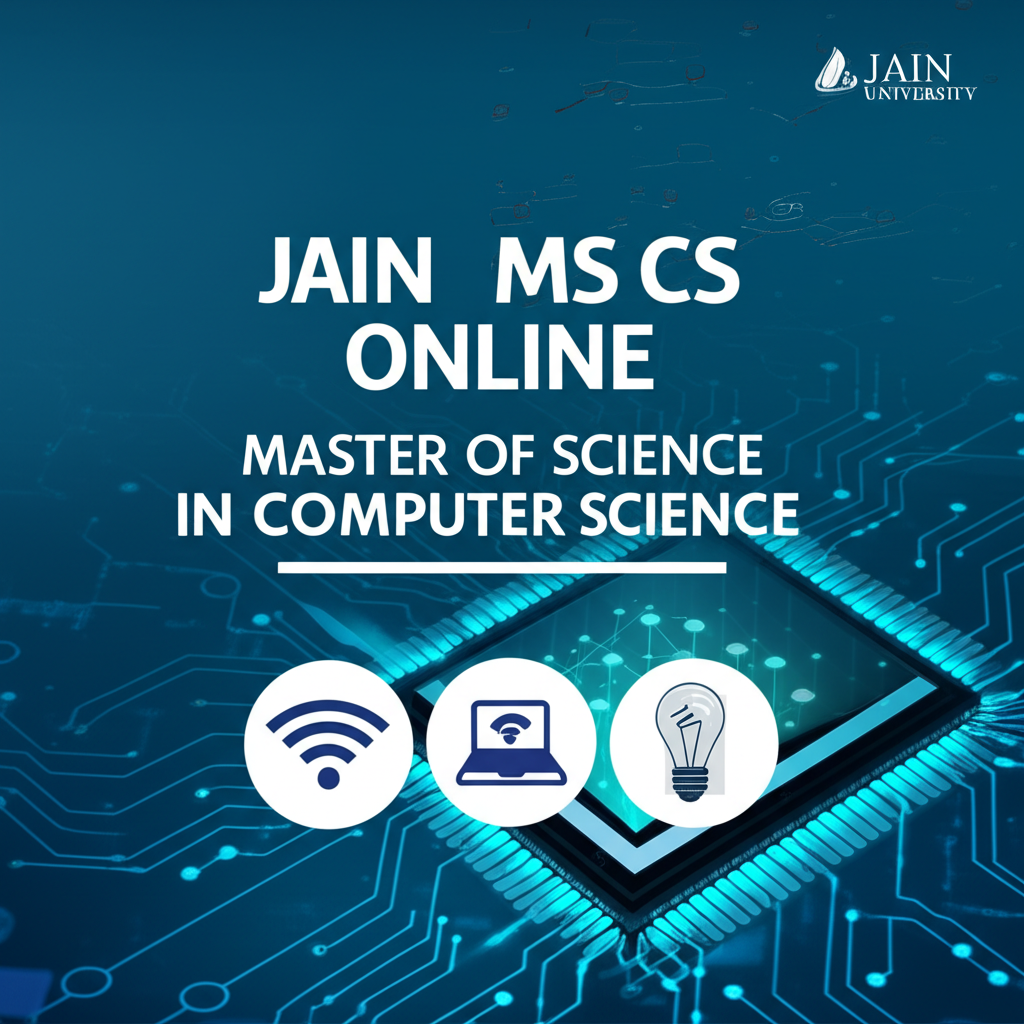 JAIN
UNIVERSITY
JAIN MS CS
ONLINE
MASTER OF SCIENCE
IN COMPUTER SCIENCE